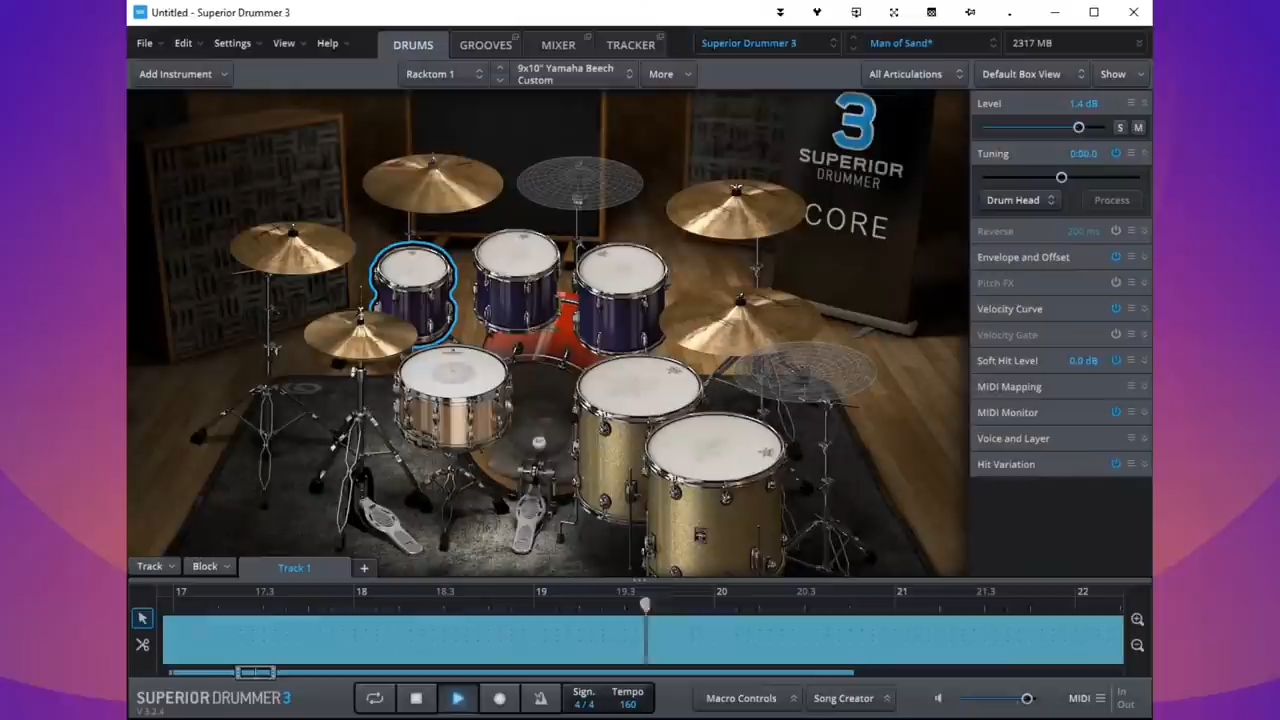 Untitled - Superior Drummer 3
File Edit Settings View Help DRUMS GROOVES MIXER TRACKER Superior Drummer 3 Man of Sand* 2317 MB
Add Instrument Racktom 1 9x10" Yamaha Beech Custom More All Articulations Default Box View Show
3
SUPERIOR
DRUMMER
CORE
Level 1.4 dB
S M
Tuning 0:00.0
Drum Head Process
Reverse 200 ms
Envelope and Offset
Pitch FX
Velocity Curve
Velocity Gate
Soft Hit Level 0.0 dB
MIDI Mapping
MIDI Monitor
Voice and Layer
Hit Variation
Track Block Track 1 +
17 17.3 18 18.3 19 19.3 20 20.3 21 21.3 22
SUPERIOR DRUMMER 3
V 3.2.4
Sign. Tempo
4 / 4 160
Macro Controls Song Creator MIDI In
Out